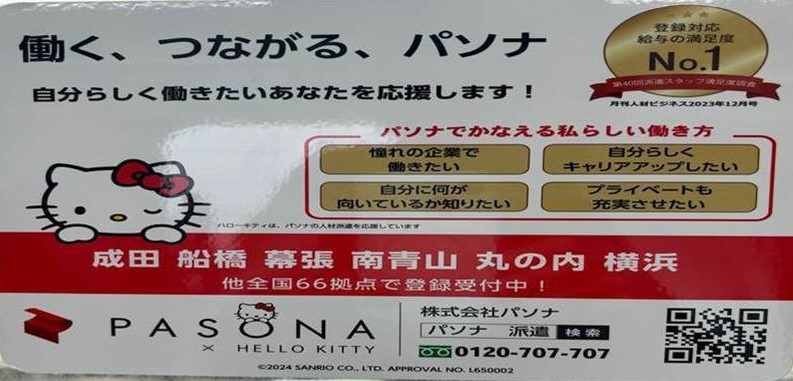 働く、つながる、パソナ
自分らしく働きたいあなたを応援します！
登録対応
給与の満足度
No.1
第40回派遣スタッフ満足度調査
月刊人材ビジネス2023年12月号
パソナでかなえる私らしい働き方
憧れの企業で
働きたい
自分らしく
キャリアアップしたい
自分に何が
向いているか知りたい
プライベートも
充実させたい
ハローキティは、パソナの人材派遣を応援しています
成田 船橋 幕張 南青山 丸の内 横浜
他全国66拠点で登録受付中！
PASONA
× HELLO KITTY
株式会社パソナ
パソナ 派遣 検索
0120-707-707
©2024 SANRIO CO., LTD. APPROVAL NO. L650002